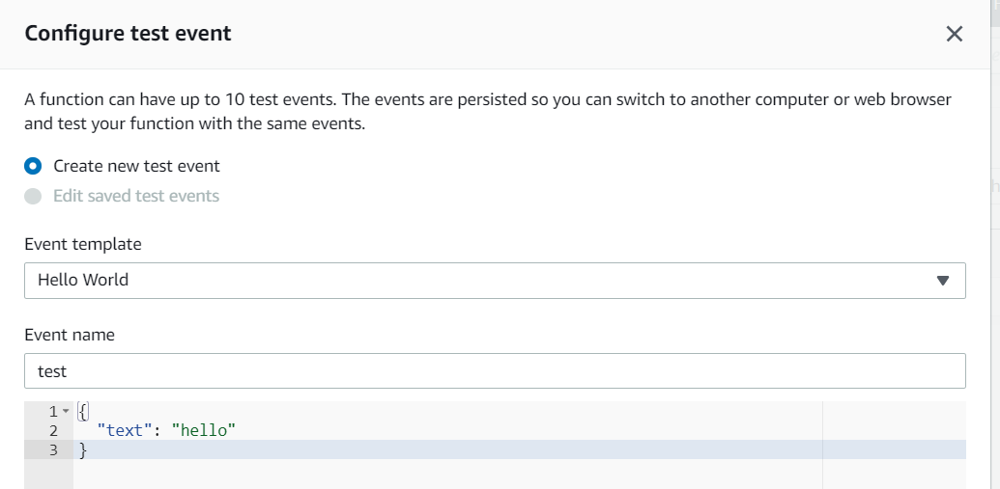 Configure test event
A function can have up to 10 test events. The events are persisted so you can switch to another computer or web browser
and test your function with the same events.
Create new test event
Edit saved test events
Event template
Hello World
Event name
test
1 {
2 "text": "hello"
3 }